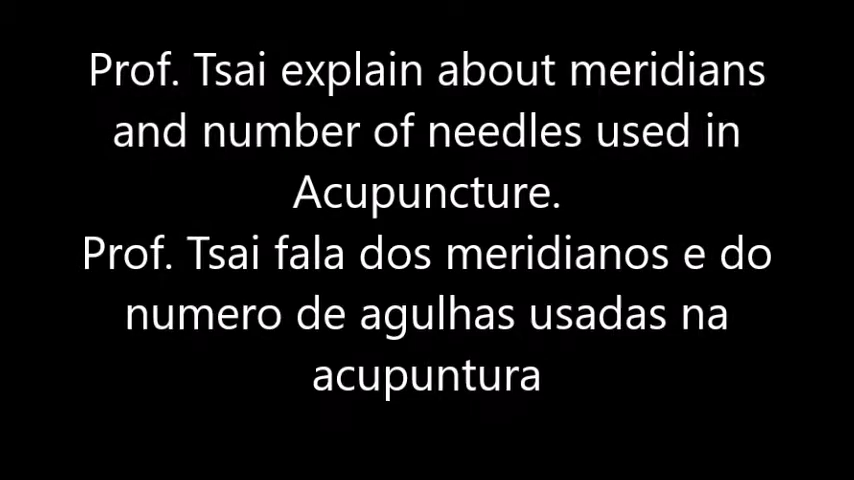 Prof. Tsai explain about meridians
and number of needles used in
Acupuncture.
Prof. Tsai fala dos meridianos e do
numero de agulhas usadas na
acupuntura